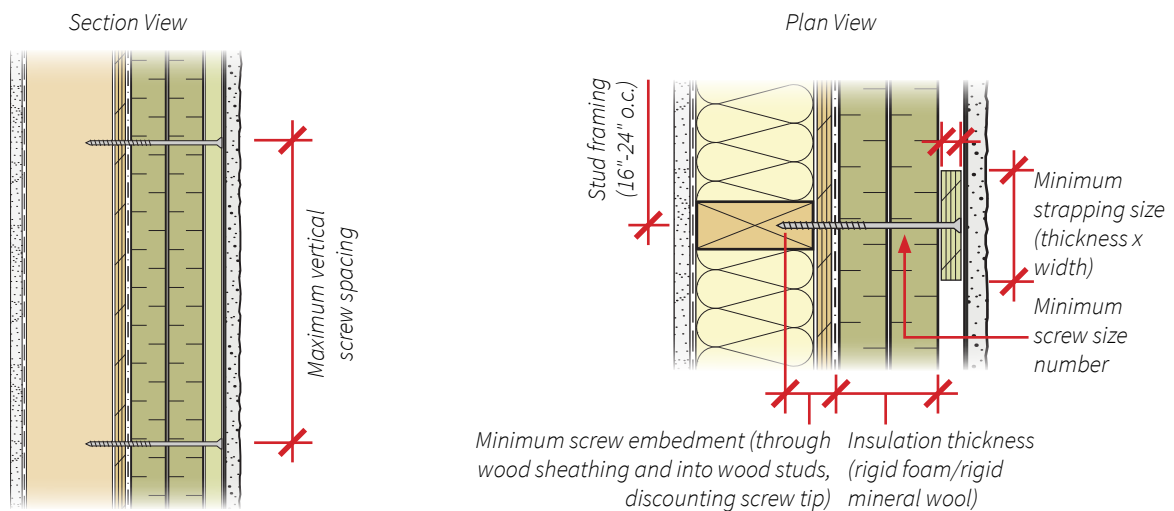 Section View
Maximum vertical
screw spacing
Plan View
Stud framing
(16"-24" o.c.)
Minimum
strapping size
(thickness x
width)
Minimum
screw size
number
Minimum screw embedment (through
wood sheathing and into wood studs,
discounting screw tip)
Insulation thickness
(rigid foam/rigid
mineral wool)